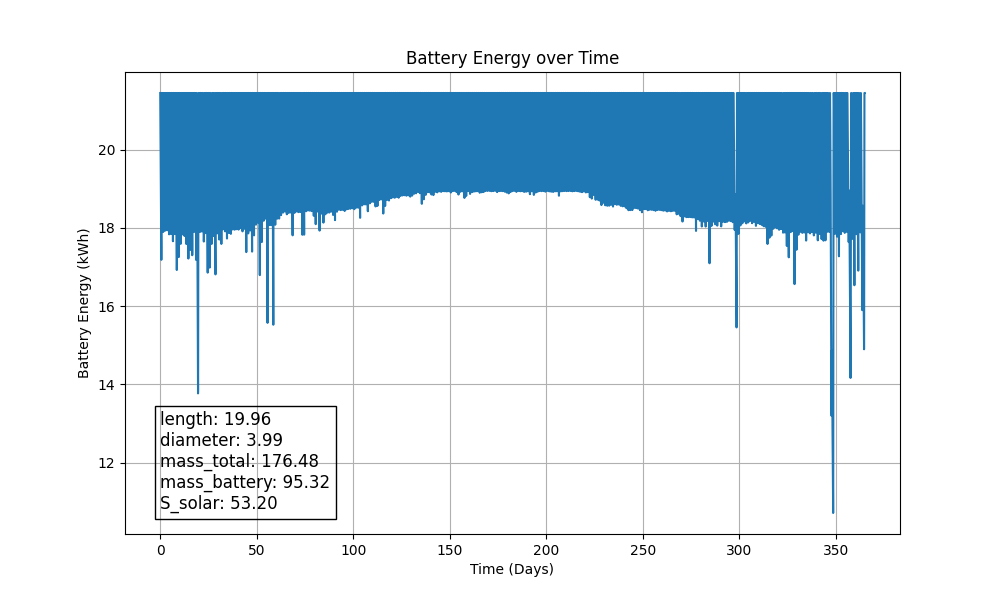 Battery Energy over Time
Battery Energy (kWh)
20
18
16
14
12
length: 19.96
diameter: 3.99
mass_total: 176.48
mass_battery: 95.32
S_solar: 53.20
0 50 100 150 200 250 300 350
Time (Days)